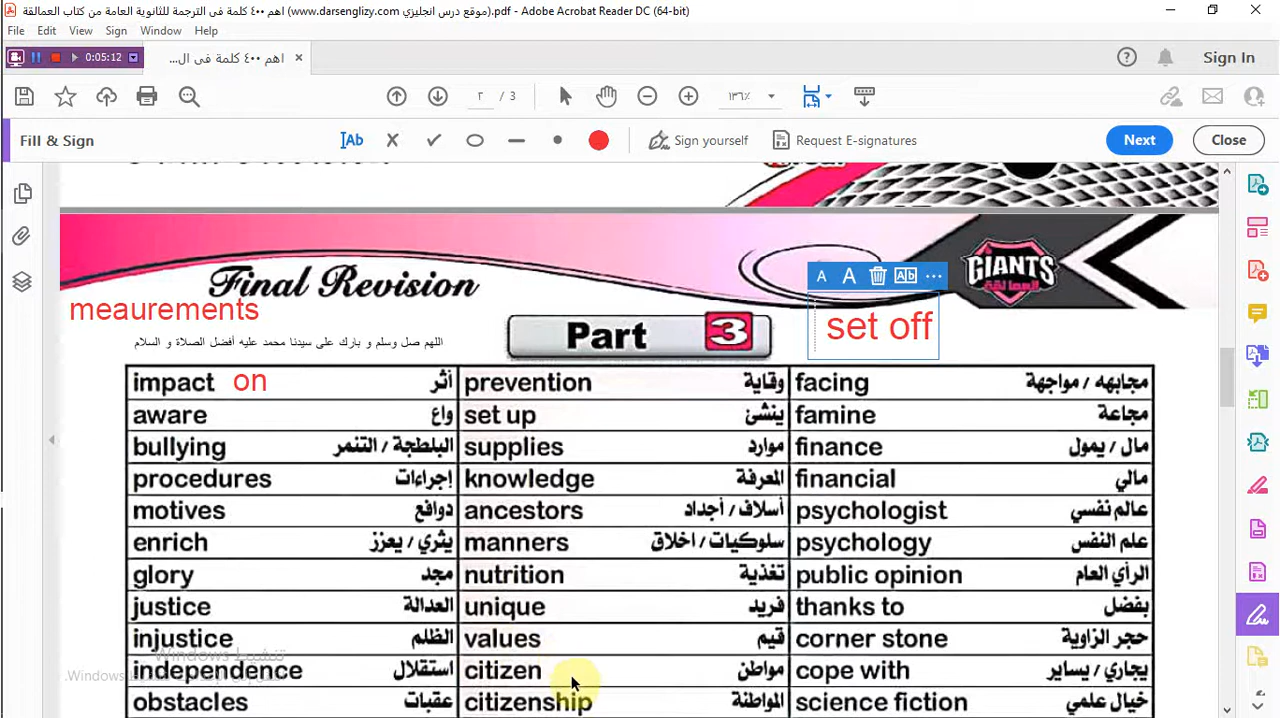 اهم ٤٠٠ كلمة فى الترجمة للثانوية العامة من كتاب العمالقة (www.darsenglizy.com موقع درس انجليزي).pdf - Adobe Acrobat Reader DC (64-bit)
File Edit View Sign Window Help
0:05:12 اهم ٤٠٠ كلمة فى ال... Sign In
٢ / 3 ١٣٦٪
Fill & Sign Ab Sign yourself Request E-signatures Next Close
Final Revision GIANTS العمالقة
A A Ab ...
meaurements
Part 3 set off
اللهم صل وسلم و بارك على سيدنا محمد عليه أفضل الصلاة و السلام
impact on أثر prevention وقاية facing مجابهه / مواجهة
aware واع set up ينشئ famine مجاعة
bullying البلطجة / التنمر supplies موارد finance مال / يمول
procedures إجراءات knowledge المعرفة financial مالي
motives دوافع ancestors أسلاف / أجداد psychologist عالم نفسي
enrich يثري / يعزز manners سلوكيات / اخلاق psychology علم النفس
glory مجد nutrition تغذية public opinion الرأي العام
justice العدالة unique فريد thanks to بفضل
injustice الظلم values قيم corner stone حجر الزاوية
تنشيط Windows
independence استقلال citizen مواطن cope with يجاري / يساير
obstacles عقبات citizenship المواطنة science fiction خيال علمي